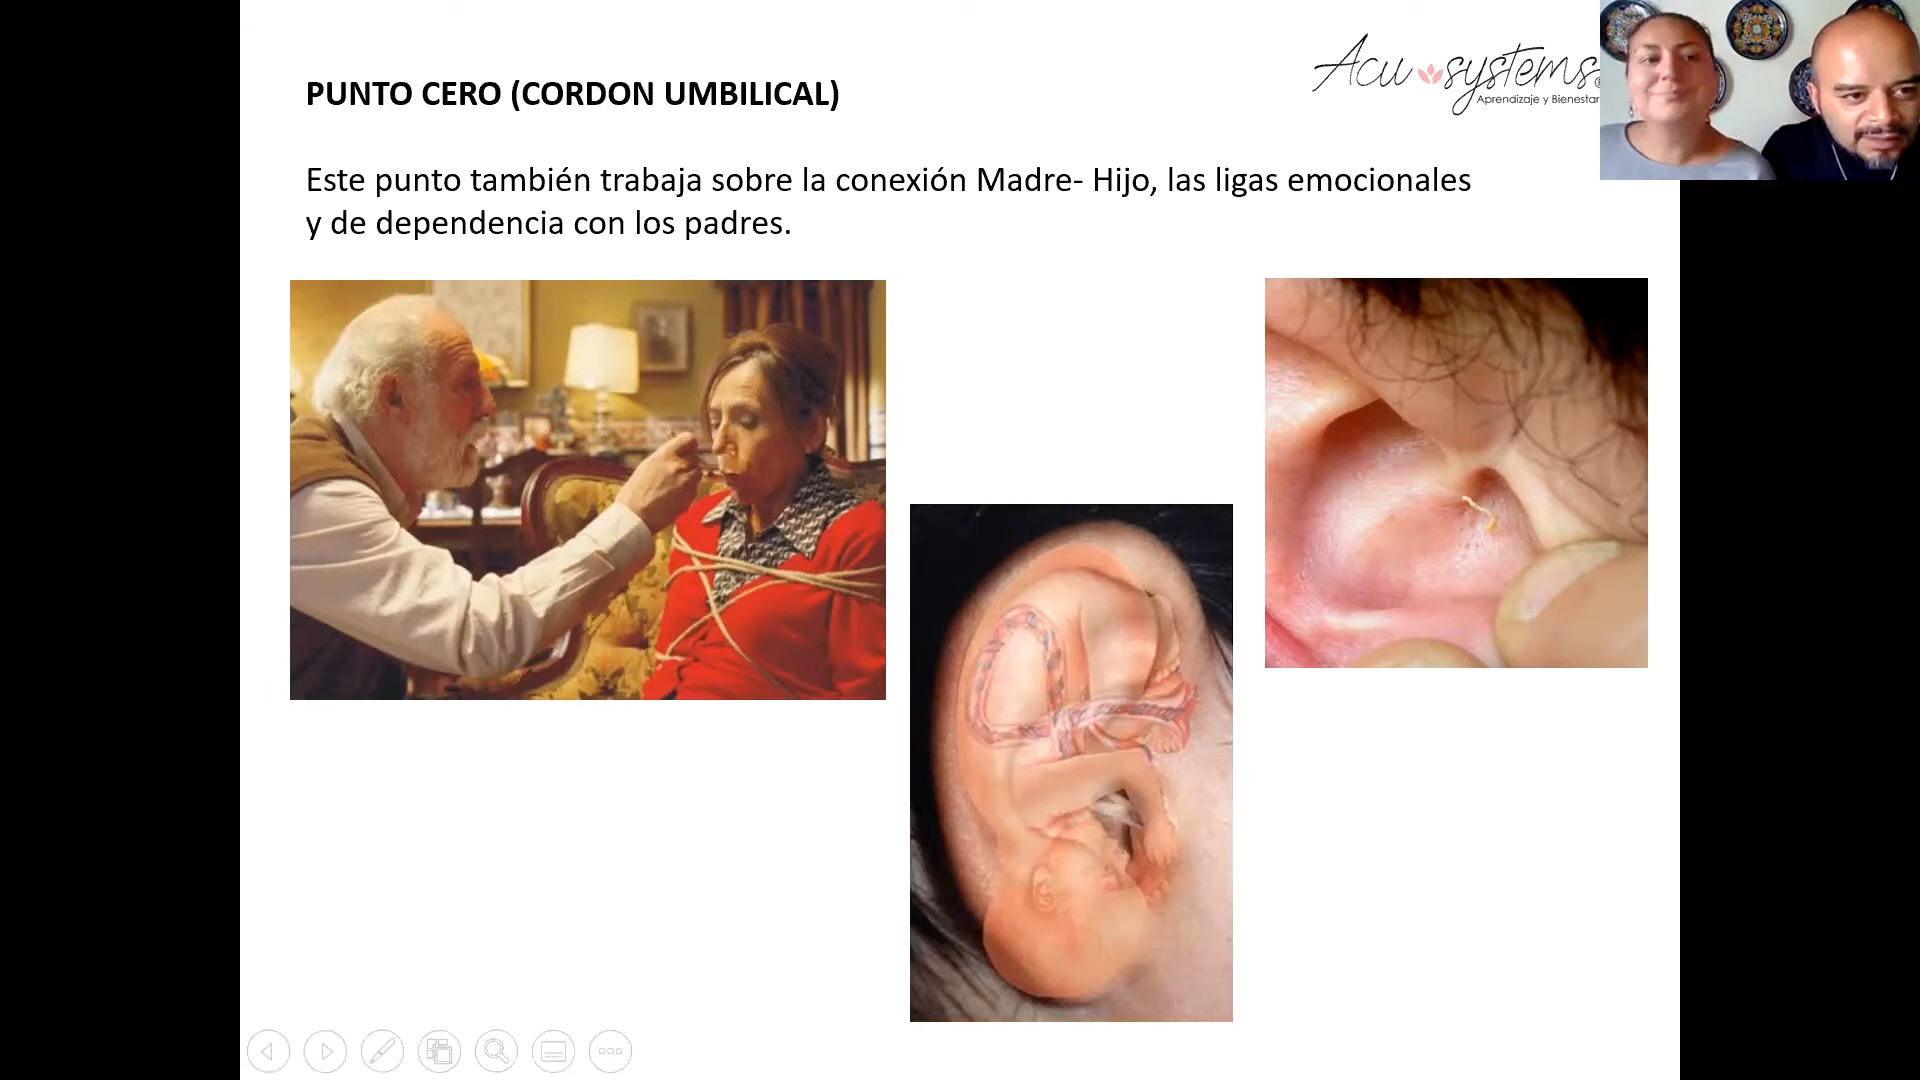 PUNTO CERO (CORDON UMBILICAL)
Acu systems
Aprendizaje y Bienestar
Este punto también trabaja sobre la conexión Madre- Hijo, las ligas emocionales
y de dependencia con los padres.